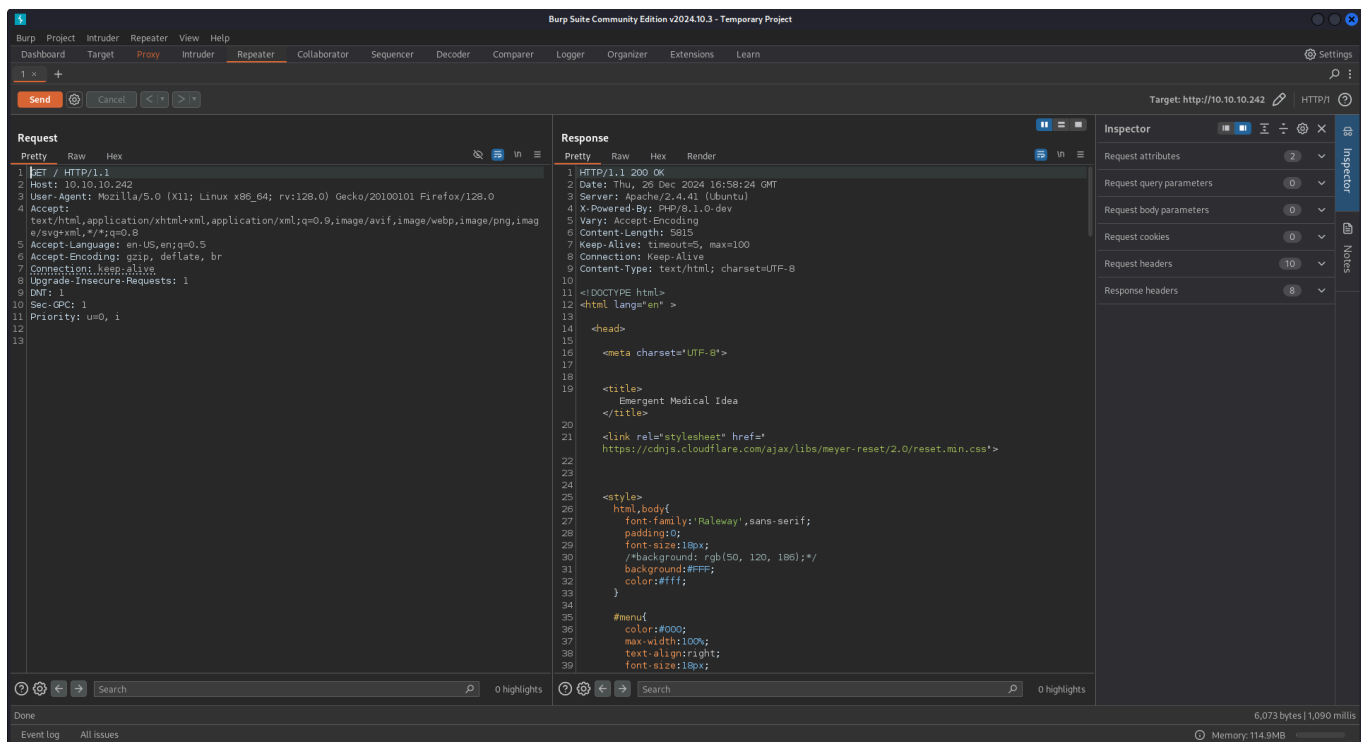 Burp Suite Community Edition v2024.10.3 - Temporary Project
Burp Project Intruder Repeater View Help
Dashboard Target Proxy Intruder Repeater Collaborator Sequencer Decoder Comparer Logger Organizer Extensions Learn Settings
1 × +
Send Cancel < > Target: http://10.10.10.242 HTTP/1
Request
Pretty Raw Hex \n
1 GET / HTTP/1.1
2 Host: 10.10.10.242
3 User-Agent: Mozilla/5.0 (X11; Linux x86_64; rv:128.0) Gecko/20100101 Firefox/128.0
4 Accept:
text/html,application/xhtml+xml,application/xml;q=0.9,image/avif,image/webp,image/png,imag
e/svg+xml,*/*;q=0.8
5 Accept-Language: en-US,en;q=0.5
6 Accept-Encoding: gzip, deflate, br
7 Connection: keep-alive
8 Upgrade-Insecure-Requests: 1
9 DNT: 1
10 Sec-GPC: 1
11 Priority: u=0, i
12
13
Search 0 highlights
Response
Pretty Raw Hex Render \n
1 HTTP/1.1 200 OK
2 Date: Thu, 26 Dec 2024 16:58:24 GMT
3 Server: Apache/2.4.41 (Ubuntu)
4 X-Powered-By: PHP/8.1.0-dev
5 Vary: Accept-Encoding
6 Content-Length: 5815
7 Keep-Alive: timeout=5, max=100
8 Connection: Keep-Alive
9 Content-Type: text/html; charset=UTF-8
10
11 <!DOCTYPE html>
12 <html lang="en" >
13
14 <head>
15
16 <meta charset="UTF-8">
17
18
19 <title>
Emergent Medical Idea
</title>
20
21 <link rel="stylesheet" href="
https://cdnjs.cloudflare.com/ajax/libs/meyer-reset/2.0/reset.min.css">
22
23
24
25 <style>
26 html,body{
27 font-family:'Raleway',sans-serif;
28 padding:0;
29 font-size:18px;
30 /*background: rgb(50, 120, 186);*/
31 background:#FFF;
32 color:#fff;
33 }
34
35 #menu{
36 color:#000;
37 max-width:100%;
38 text-align:right;
39 font-size:18px;
Search 0 highlights
Inspector
Request attributes 2
Request query parameters 0
Request body parameters 0
Request cookies 0
Request headers 10
Response headers 8
Inspector
Notes
Done 6,073 bytes | 1,090 millis
Event log All issues Memory: 114.9MB